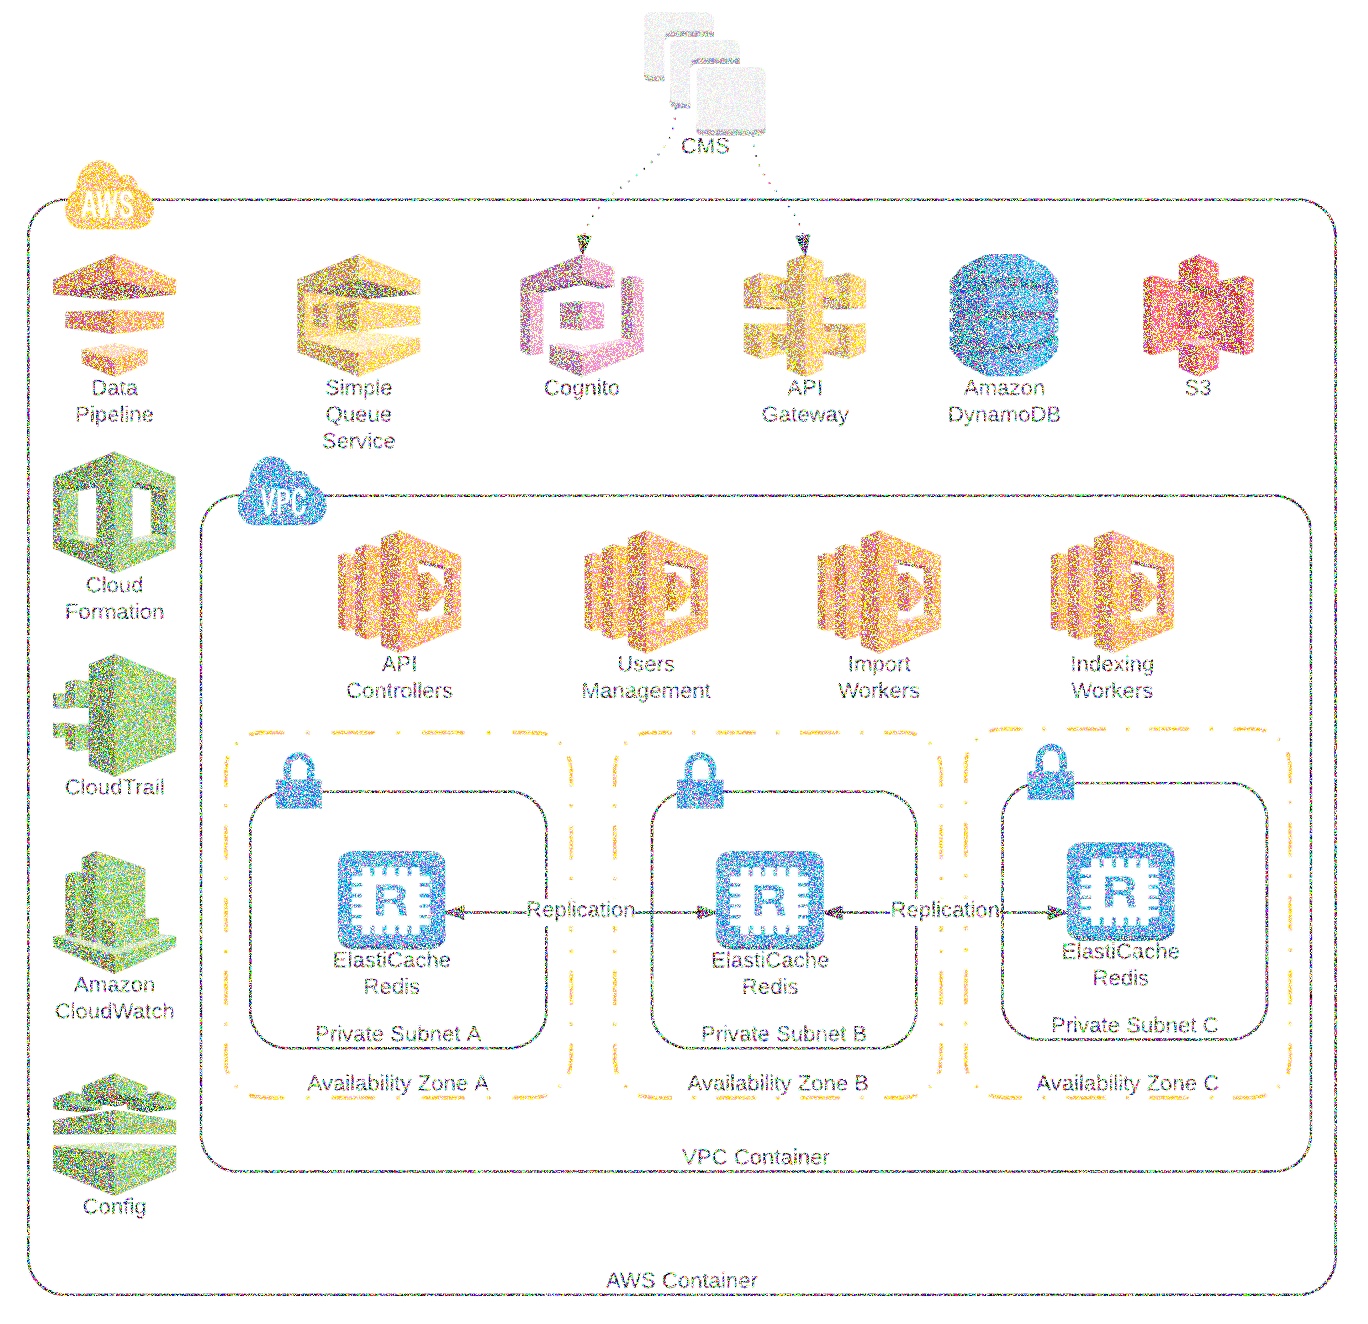 CMS
AWS
Data
Pipeline
Simple
Queue
Service
Cognito
API
Gateway
Amazon
DynamoDB
S3
Cloud
Formation
CloudTrail
Amazon
CloudWatch
Config
VPC
API
Controllers
Users
Management
Import
Workers
Indexing
Workers
R
ElastiCache
Redis
Private Subnet A
Availability Zone A
Replication
R
ElastiCache
Redis
Private Subnet B
Availability Zone B
Replication
R
ElastiCache
Redis
Private Subnet C
Availability Zone C
VPC Container
AWS Container